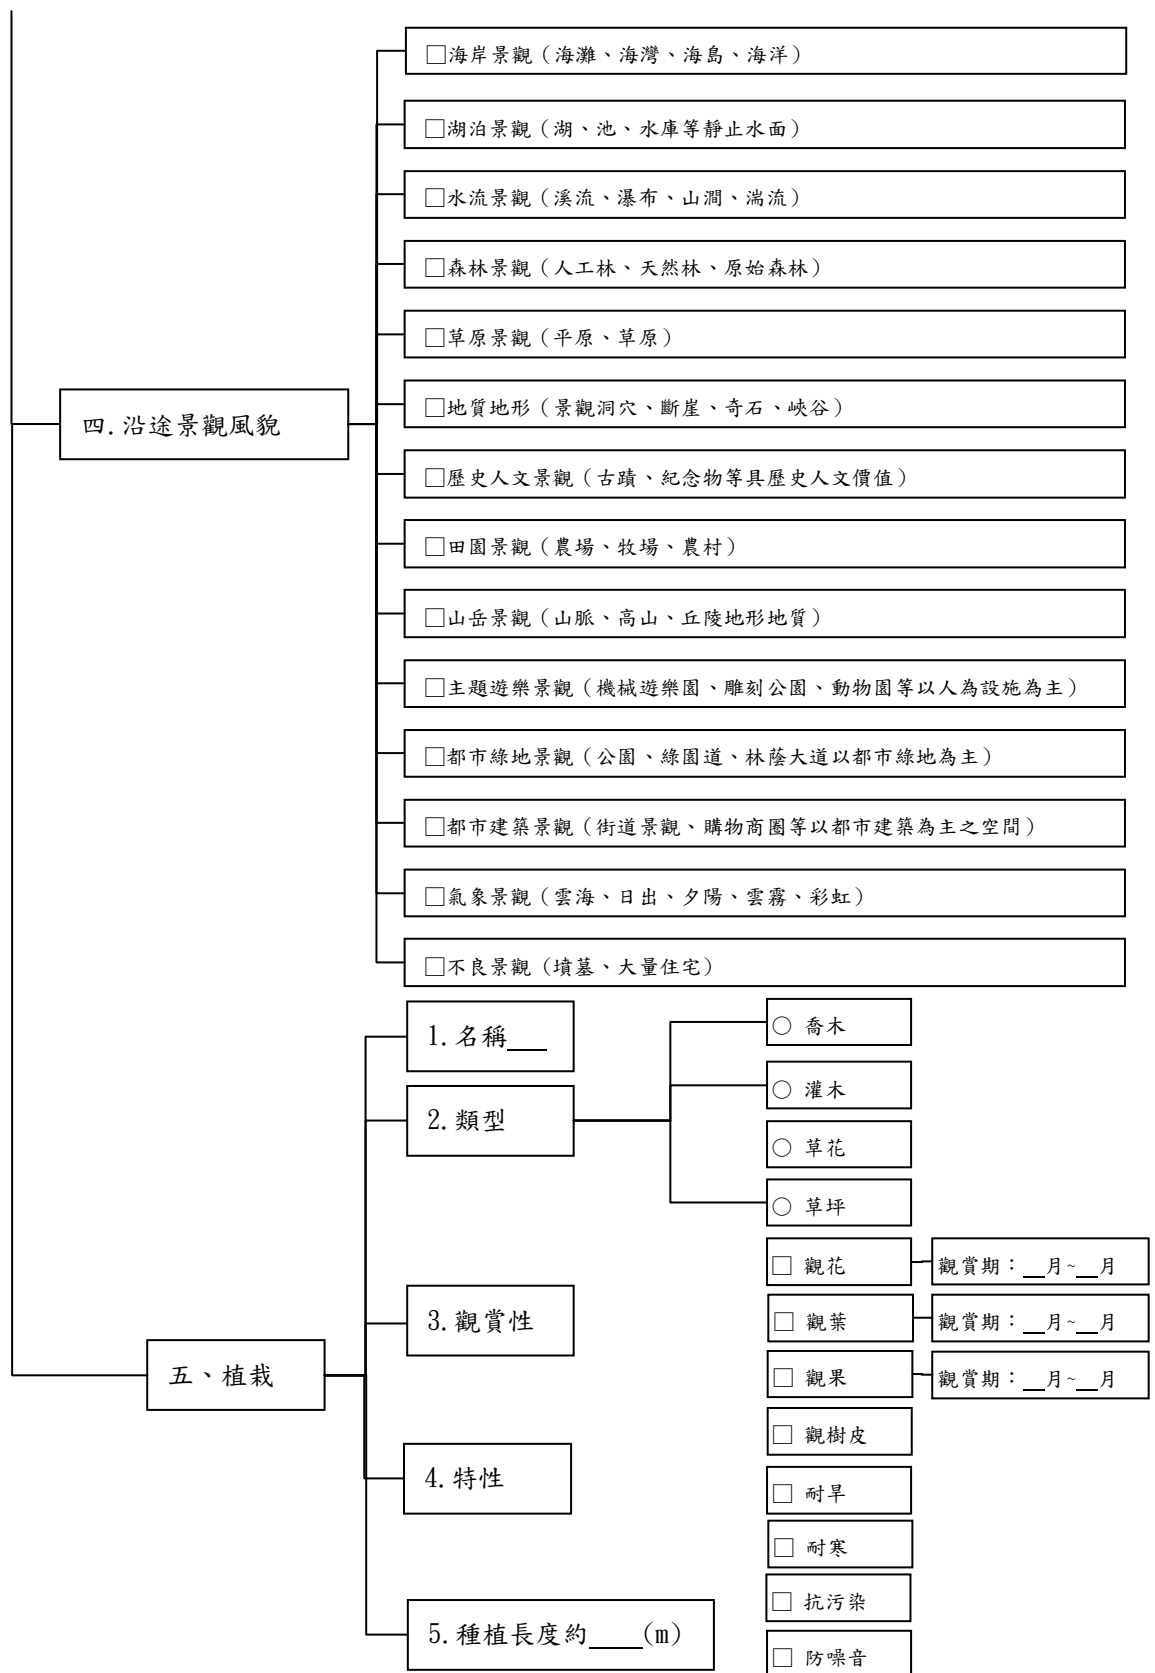 □海岸景觀（海灘、海灣、海島、海洋）
□湖泊景觀（湖、池、水庫等靜止水面）
□水流景觀（溪流、瀑布、山澗、湍流）
□森林景觀（人工林、天然林、原始森林）
□草原景觀（平原、草原）
四.沿途景觀風貌
□地質地形（景觀洞穴、斷崖、奇石、峽谷）
□歷史人文景觀（古蹟、紀念物等具歷史人文價值）
□田園景觀（農場、牧場、農村）
□山岳景觀（山脈、高山、丘陵地形地質）
□主題遊樂景觀（機械遊樂園、雕刻公園、動物園等以人為設施為主）
□都市綠地景觀（公園、綠園道、林蔭大道以都市綠地為主）
□都市建築景觀（街道景觀、購物商圈等以都市建築為主之空間）
□氣象景觀（雲海、日出、夕陽、雲霧、彩虹）
□不良景觀（墳墓、大量住宅）
五、植栽
1.名稱___
2.類型
○ 喬木
○ 灌木
○ 草花
○ 草坪
3.觀賞性
□ 觀花
觀賞期：__月~__月
□ 觀葉
觀賞期：__月~__月
□ 觀果
觀賞期：__月~__月
□ 觀樹皮
4.特性
□ 耐旱
□ 耐寒
□ 抗污染
□ 防噪音
5.種植長度約____(m)